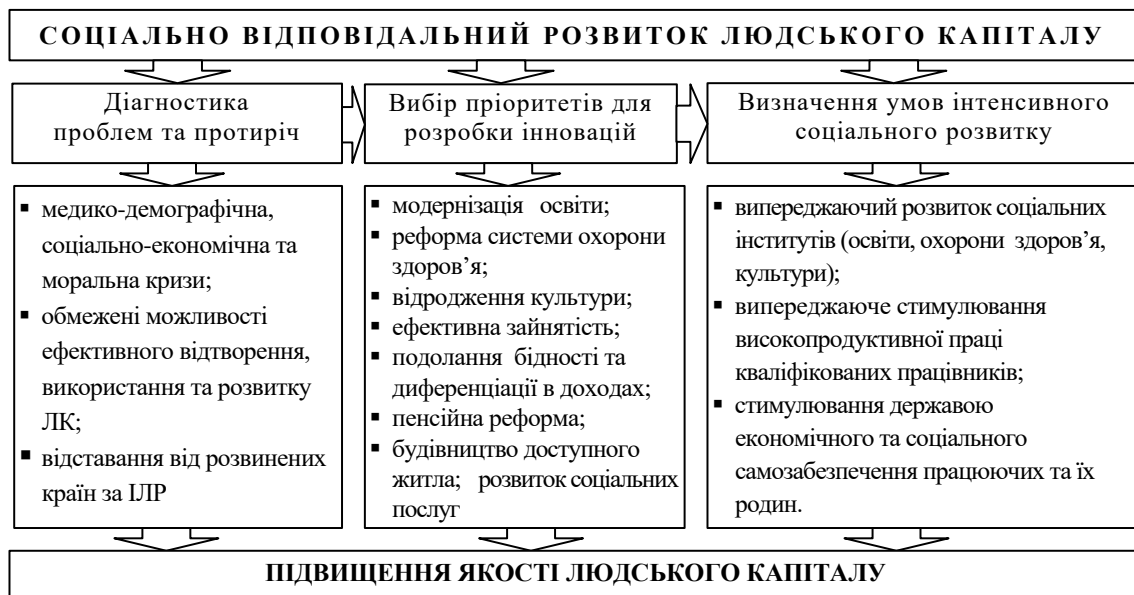 СОЦІАЛЬНО ВІДПОВІДАЛЬНИЙ РОЗВИТОК ЛЮДСЬКОГО КАПІТАЛУ
Діагностика
проблем та протиріч
Вибір пріоритетів для
розробки інновацій
Визначення умов інтенсивного
соціального розвитку
▪ медико-демографічна,
соціально-економічна та
моральна кризи;
▪ обмежені можливості
ефективного відтворення,
використання та розвитку
ЛК;
▪ відставання від розвинених
країн за ІЛР
▪ модернізація освіти;
▪ реформа системи охорони
здоров’я;
▪ відродження культури;
▪ ефективна зайнятість;
▪ подолання бідності та
диференціації в доходах;
▪ пенсійна реформа;
▪ будівництво доступного
житла; розвиток соціальних
послуг
▪ випереджаючий розвиток соціальних
інститутів (освіти, охорони здоров’я,
культури);
▪ випереджаюче стимулювання
високопродуктивної праці
кваліфікованих працівників;
▪ стимулювання державою
економічного та соціального
самозабезпечення працюючих та їх
родин.
ПІДВИЩЕННЯ ЯКОСТІ ЛЮДСЬКОГО КАПІТАЛУ